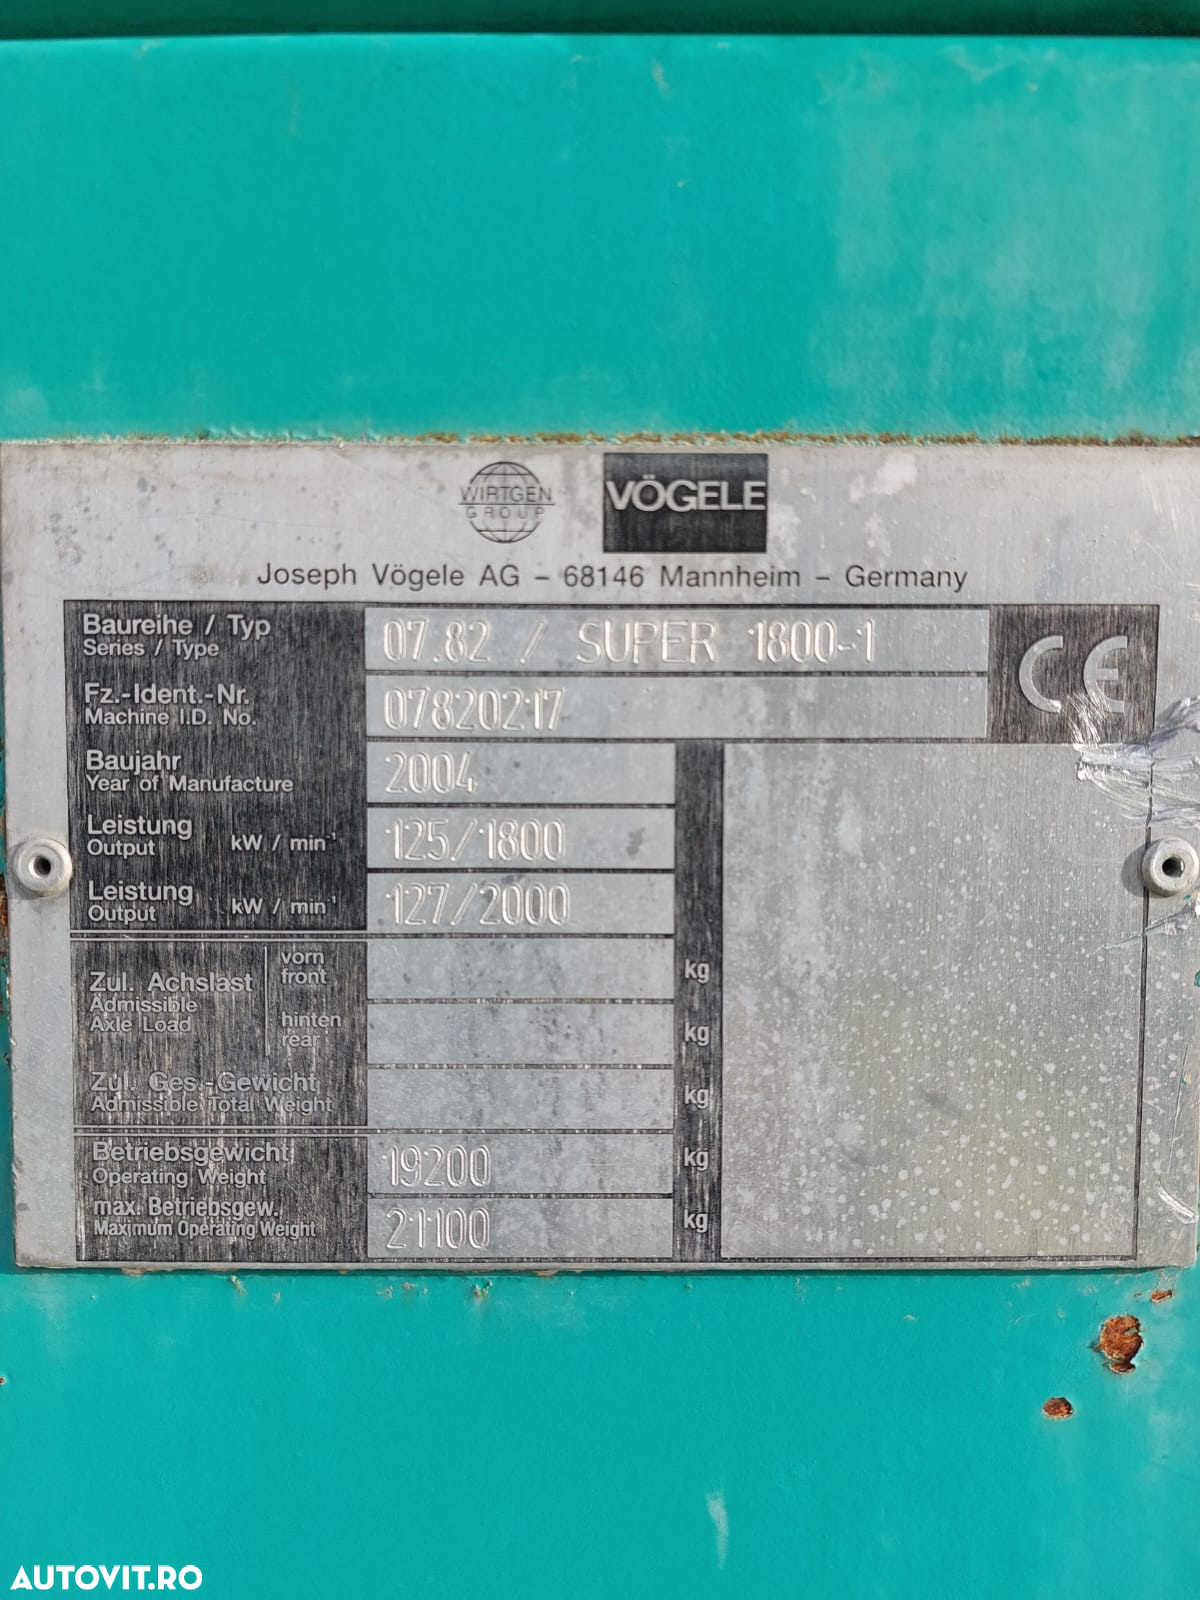 WIRTGEN
GROUP
VÖGELE
Joseph Vögele AG – 68146 Mannheim – Germany
Baureihe / Typ
Series / Type
07.82 / SUPER 1800-1
CE
Fz.-Ident.-Nr.
Machine I.D. No.
07820217
Baujahr
Year of Manufacture
2004
Leistung
Output
kW / min⁻¹
125/1800
Leistung
Output
kW / min⁻¹
127/2000
Zul. Achslast
Admissible
Axle Load
vorn
front
kg
hinten
rear
kg
Zul. Ges.-Gewicht
Admissible Total Weight
kg
Betriebsgewicht
Operating Weight
19200
kg
max. Betriebsgew.
Maximum Operating Weight
21100
kg
AUTOVIT.RO